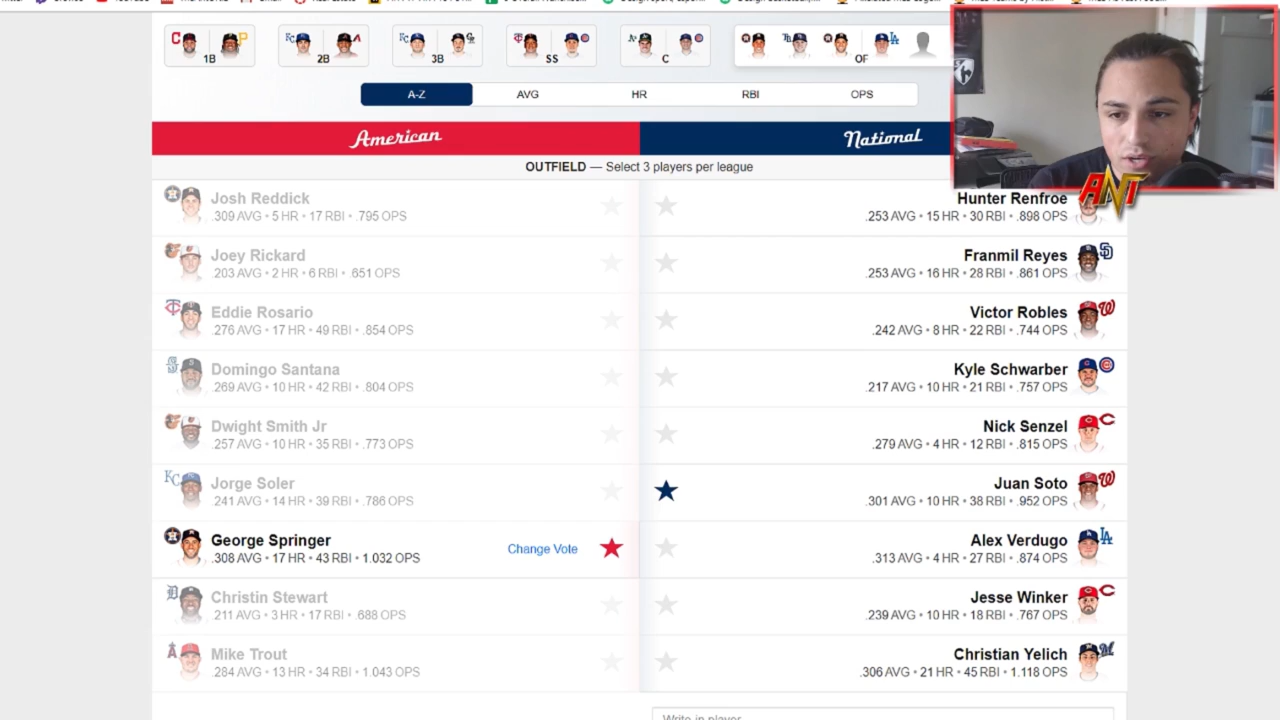 1B
2B
3B
SS
C
OF
A-Z
AVG
HR
RBI
OPS
American
National
OUTFIELD — Select 3 players per league
Josh Reddick
.309 AVG • 5 HR • 17 RBI • .795 OPS
Hunter Renfroe
.253 AVG • 15 HR • 30 RBI • .898 OPS
Joey Rickard
.203 AVG • 2 HR • 6 RBI • .651 OPS
Franmil Reyes
.253 AVG • 16 HR • 28 RBI • .861 OPS
Eddie Rosario
.276 AVG • 17 HR • 49 RBI • .854 OPS
Victor Robles
.242 AVG • 8 HR • 22 RBI • .744 OPS
Domingo Santana
.269 AVG • 10 HR • 42 RBI • .804 OPS
Kyle Schwarber
.217 AVG • 10 HR • 21 RBI • .757 OPS
Dwight Smith Jr
.257 AVG • 10 HR • 35 RBI • .773 OPS
Nick Senzel
.279 AVG • 4 HR • 12 RBI • .815 OPS
Jorge Soler
.241 AVG • 14 HR • 39 RBI • .786 OPS
Juan Soto
.301 AVG • 10 HR • 38 RBI • .952 OPS
George Springer
.308 AVG • 17 HR • 43 RBI • 1.032 OPS
Change Vote
Alex Verdugo
.313 AVG • 4 HR • 27 RBI • .874 OPS
Christin Stewart
.211 AVG • 3 HR • 17 RBI • .688 OPS
Jesse Winker
.239 AVG • 10 HR • 18 RBI • .767 OPS
Mike Trout
.284 AVG • 13 HR • 34 RBI • 1.043 OPS
Christian Yelich
.306 AVG • 21 HR • 45 RBI • 1.118 OPS
Write in player
ANT